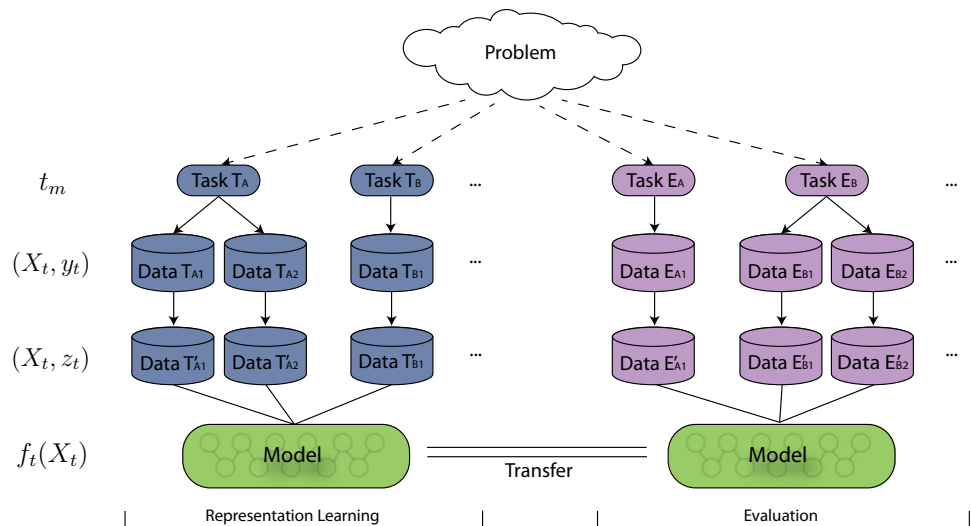 Problem
t_m Task T_A Task T_B ... Task E_A Task E_B ...
(X_t, y_t) Data T_A1 Data T_A2 Data T_B1 ... Data E_A1 Data E_B1 Data E_B2 ...
(X_t, z_t) Data T'_A1 Data T'_A2 Data T'_B1 ... Data E'_A1 Data E'_B1 Data E'_B2 ...
f_t(X_t) Model Transfer Model
Representation Learning Evaluation